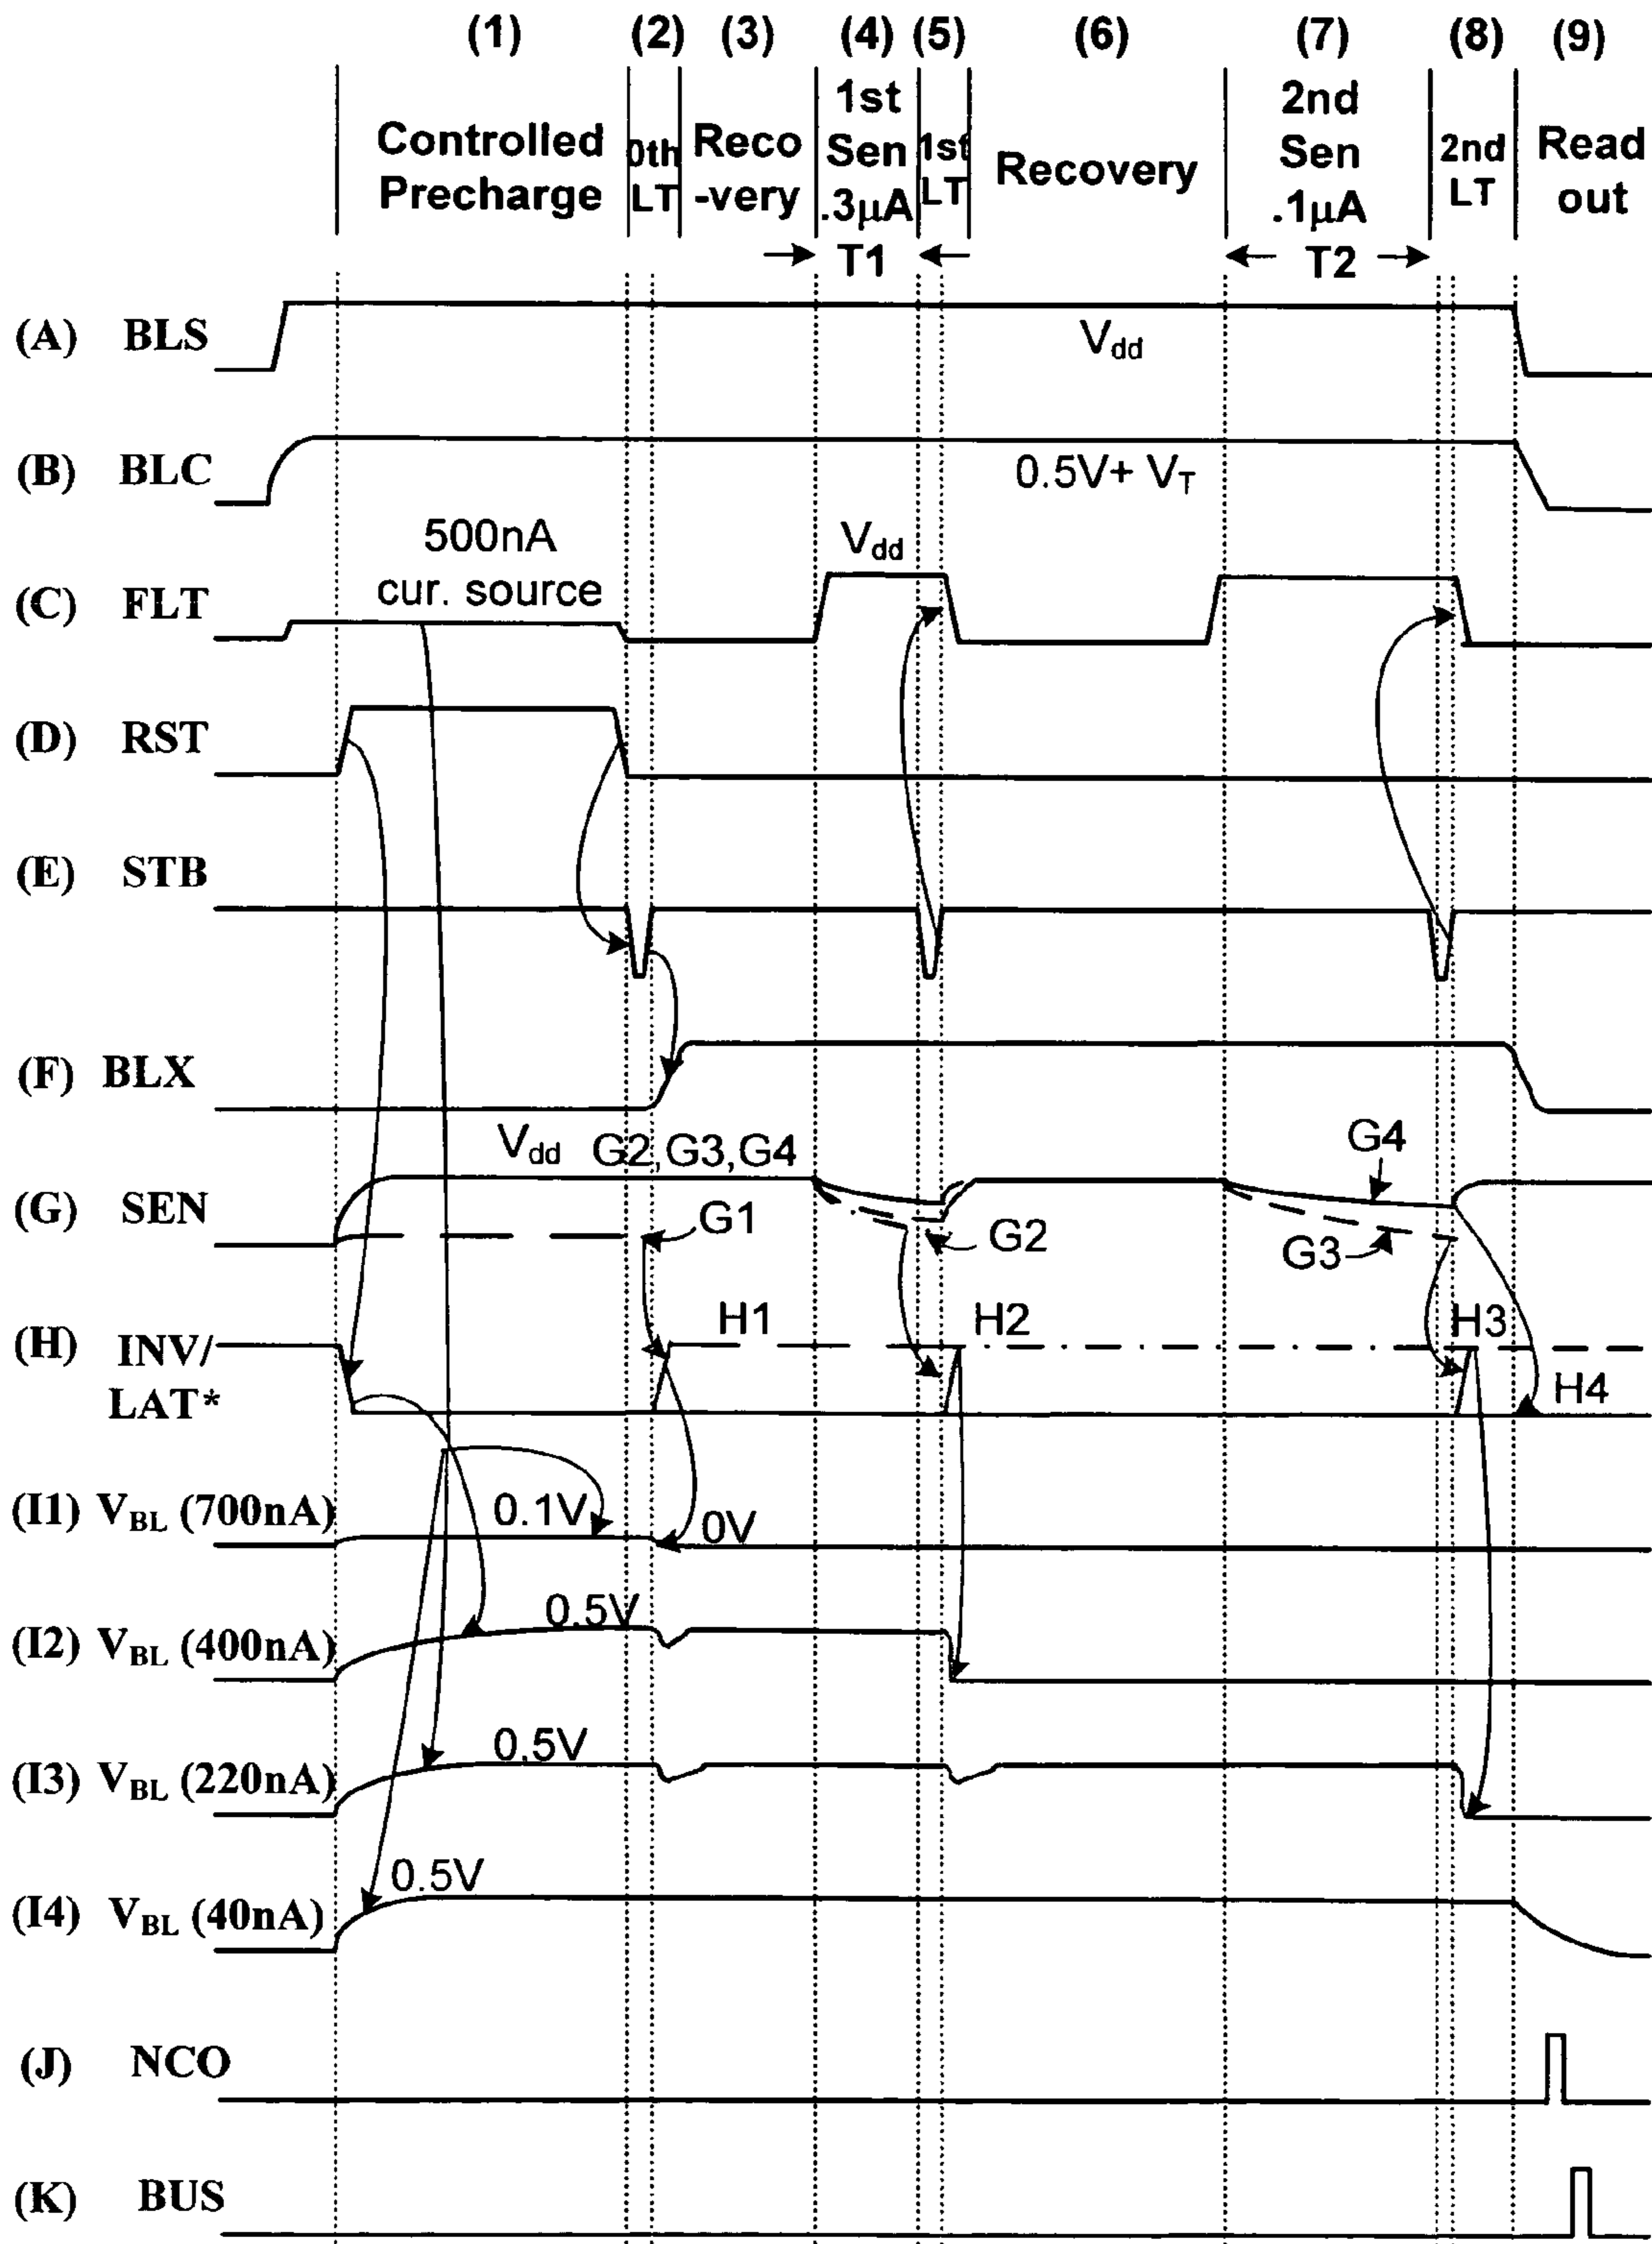 (1) (2) (3) (4) (5) (6) (7) (8) (9)
Controlled
Precharge
0th
LT
Reco
-very
1st
Sen
.3µA
1st
LT
Recovery
2nd
Sen
.1µA
2nd
LT
Read
out
T1
T2
(A) BLS
Vdd
(B) BLC
0.5V+ VT
500nA
cur. source
Vdd
(C) FLT
(D) RST
(E) STB
(F) BLX
Vdd G2,G3,G4
G4
(G) SEN
G1
G2
G3
(H) INV/
LAT*
H1
H2
H3
H4
(I1) VBL (700nA)
0.1V
0V
(I2) VBL (400nA)
0.5V
(I3) VBL (220nA)
0.5V
(I4) VBL (40nA)
0.5V
(J) NCO
(K) BUS